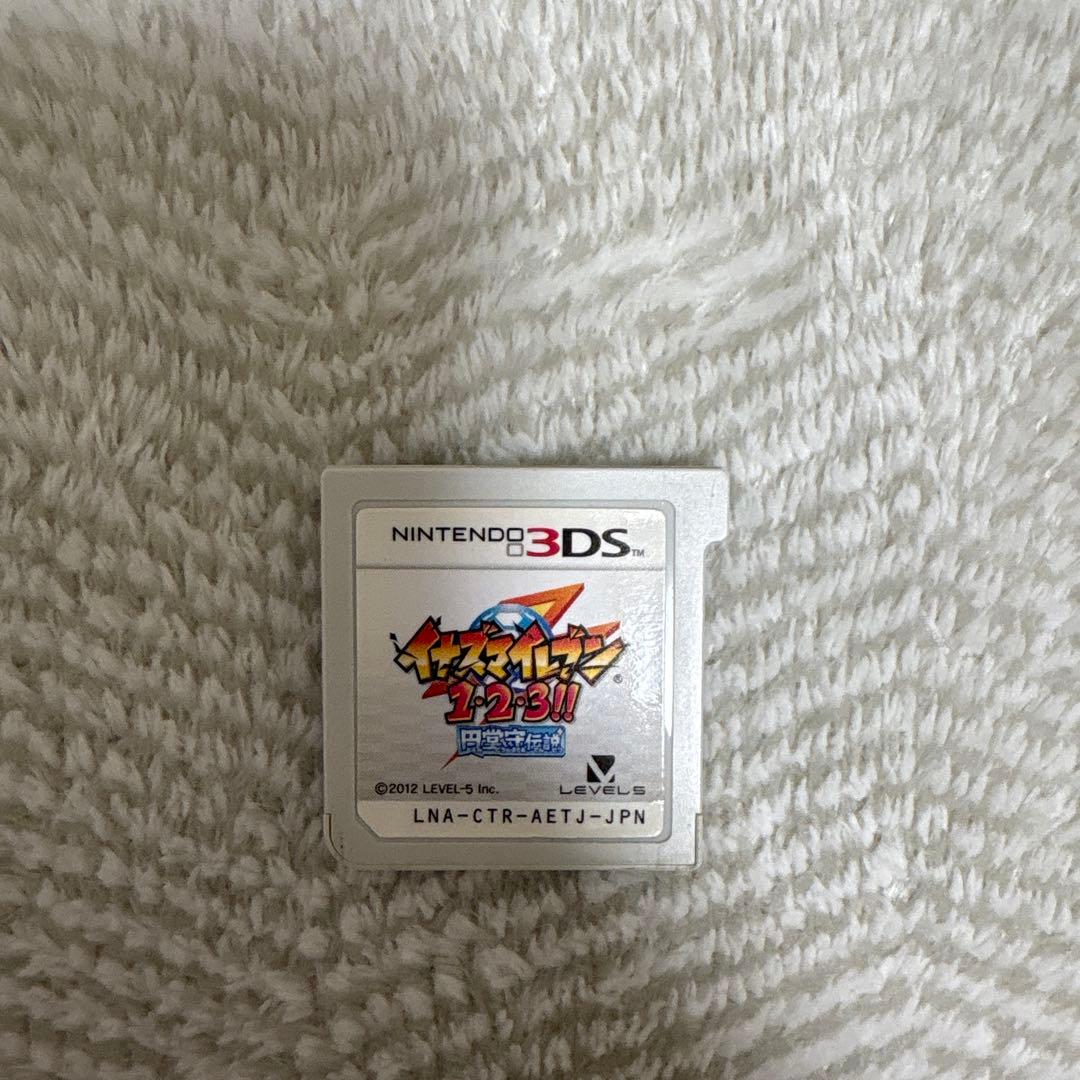 NINTENDO 3DS™
イナズマイレブン®
1・2・3!!
円堂守伝説
©2012 LEVEL-5 Inc.
LEVEL5
LNA-CTR-AETJ-JPN